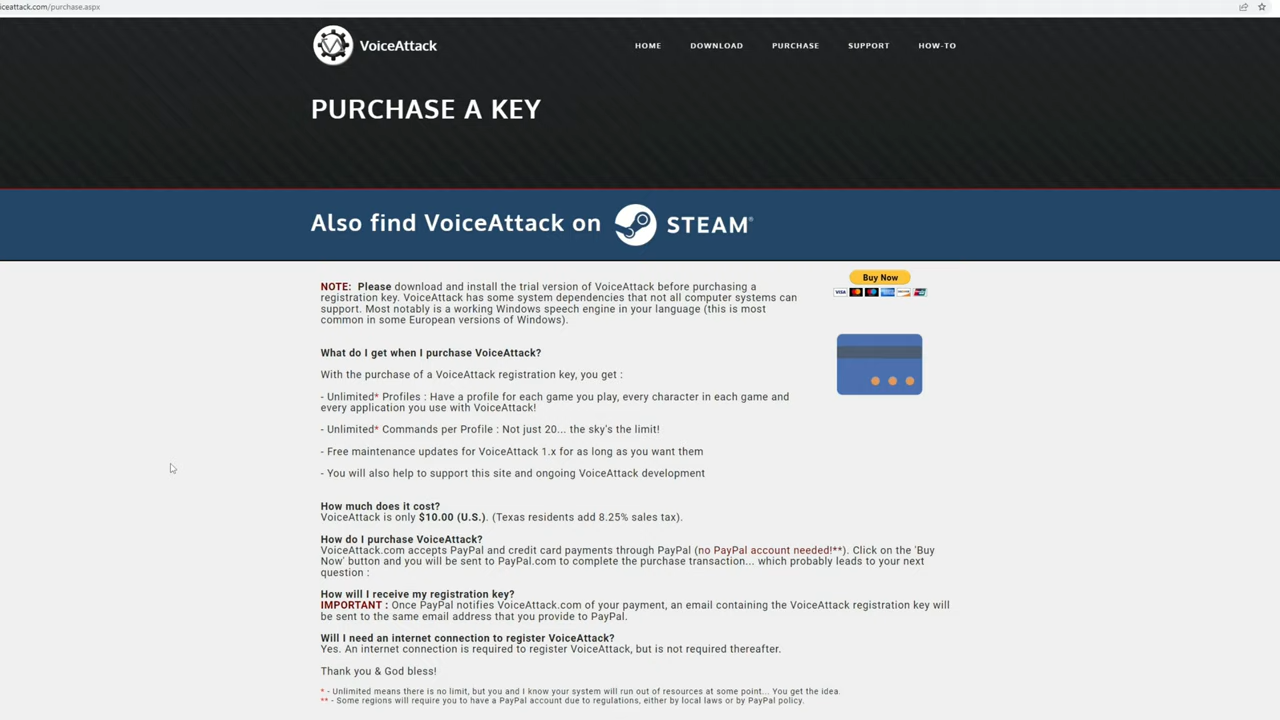 iceattack.com/purchase.aspx
VoiceAttack
HOME DOWNLOAD PURCHASE SUPPORT HOW-TO
PURCHASE A KEY
Also find VoiceAttack on STEAM®
Buy Now
VISA
NOTE: Please download and install the trial version of VoiceAttack before purchasing a
registration key. VoiceAttack has some system dependencies that not all computer systems can
support. Most notably is a working Windows speech engine in your language (this is most
common in some European versions of Windows).
What do I get when I purchase VoiceAttack?
With the purchase of a VoiceAttack registration key, you get :
- Unlimited* Profiles : Have a profile for each game you play, every character in each game and
every application you use with VoiceAttack!
- Unlimited* Commands per Profile : Not just 20... the sky's the limit!
- Free maintenance updates for VoiceAttack 1.x for as long as you want them
- You will also help to support this site and ongoing VoiceAttack development
How much does it cost?
VoiceAttack is only $10.00 (U.S.). (Texas residents add 8.25% sales tax).
How do I purchase VoiceAttack?
VoiceAttack.com accepts PayPal and credit card payments through PayPal (no PayPal account needed!**). Click on the 'Buy
Now' button and you will be sent to PayPal.com to complete the purchase transaction... which probably leads to your next
question :
How will I receive my registration key?
IMPORTANT : Once PayPal notifies VoiceAttack.com of your payment, an email containing the VoiceAttack registration key will
be sent to the same email address that you provide to PayPal.
Will I need an internet connection to register VoiceAttack?
Yes. An internet connection is required to register VoiceAttack, but is not required thereafter.
Thank you & God bless!
* - Unlimited means there is no limit, but you and I know your system will run out of resources at some point... You get the idea.
** - Some regions will require you to have a PayPal account due to regulations, either by local laws or by PayPal policy.